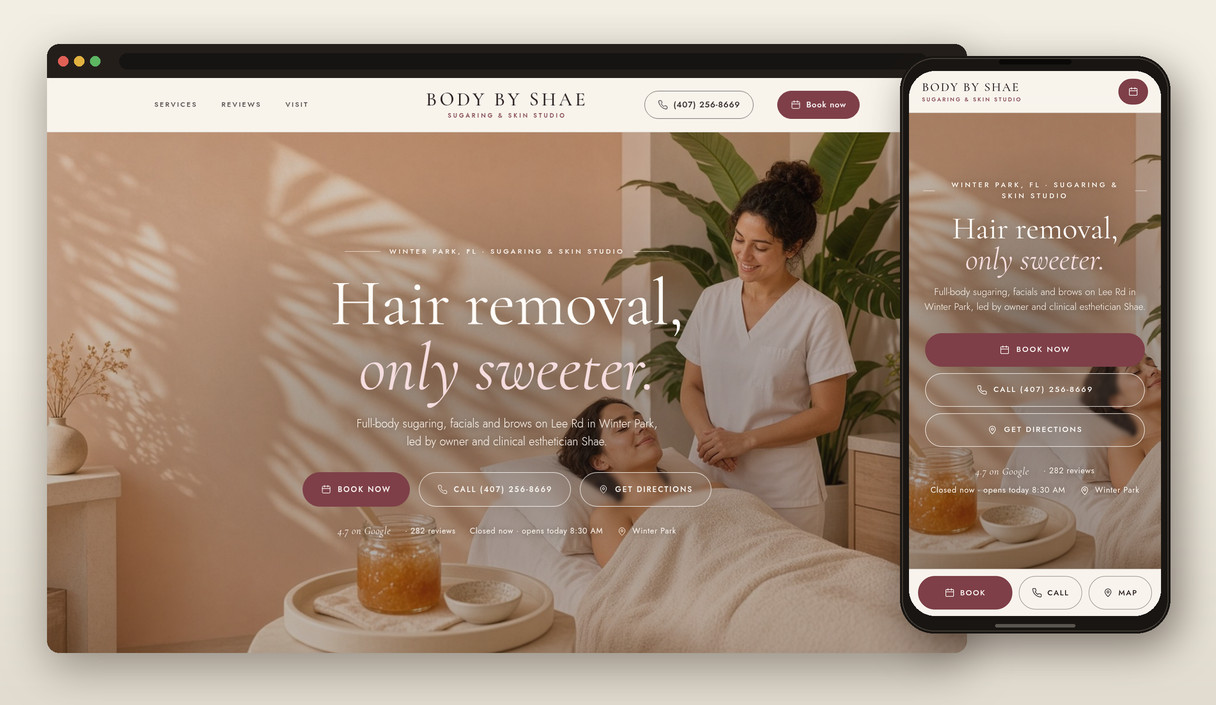 SERVICES REVIEWS VISIT
BODY BY SHAE
SUGARING & SKIN STUDIO
(407) 256-8669
Book now
WINTER PARK, FL · SUGARING & SKIN STUDIO
Hair removal,
only sweeter.
Full-body sugaring, facials and brows on Lee Rd in Winter Park,
led by owner and clinical esthetician Shae.
BOOK NOW
CALL (407) 256-8669
GET DIRECTIONS
4.7 on Google · 282 reviews Closed now · opens today 8:30 AM Winter Park
BODY BY SHAE
SUGARING & SKIN STUDIO
WINTER PARK, FL · SUGARING &
SKIN STUDIO
Hair removal,
only sweeter.
Full-body sugaring, facials and brows on Lee Rd in
Winter Park, led by owner and clinical esthetician Shae.
BOOK NOW
CALL (407) 256-8669
GET DIRECTIONS
4.7 on Google · 282 reviews
Closed now · opens today 8:30 AM Winter Park
BOOK CALL MAP